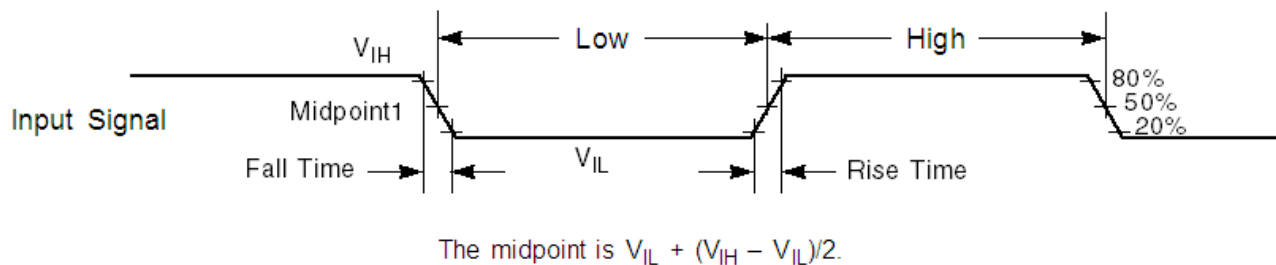 Low
High
V_IH
80%
Input Signal
Midpoint1
50%
20%
Fall Time
V_IL
Rise Time
The midpoint is V_IL + (V_IH – V_IL)/2.